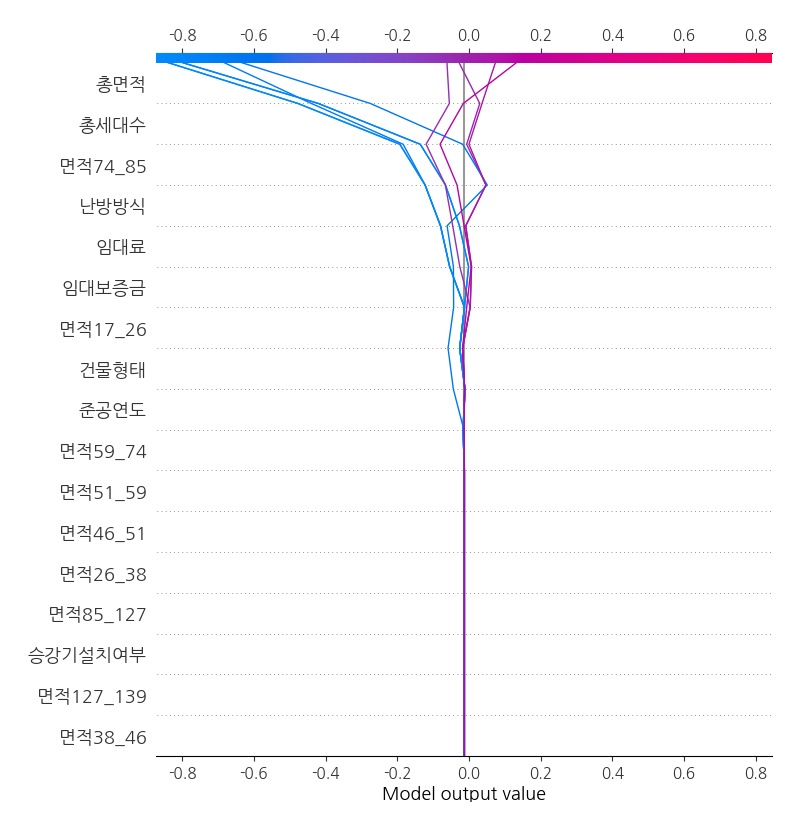 -0.8 -0.6 -0.4 -0.2 0.0 0.2 0.4 0.6 0.8
총면적
총세대수
면적74_85
난방방식
임대료
임대보증금
면적17_26
건물형태
준공연도
면적59_74
면적51_59
면적46_51
면적26_38
면적85_127
승강기설치여부
면적127_139
면적38_46
-0.8 -0.6 -0.4 -0.2 0.0 0.2 0.4 0.6 0.8
Model output value